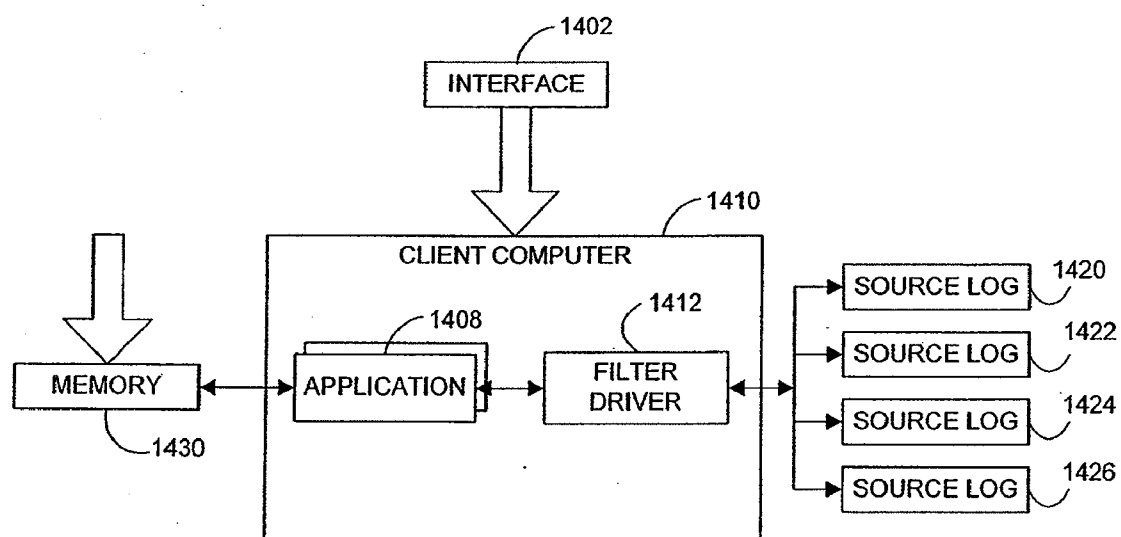 1402
INTERFACE
1410
CLIENT COMPUTER
1408
APPLICATION
1412
FILTER
DRIVER
MEMORY
1430
SOURCE LOG
1420
SOURCE LOG
1422
SOURCE LOG
1424
SOURCE LOG
1426